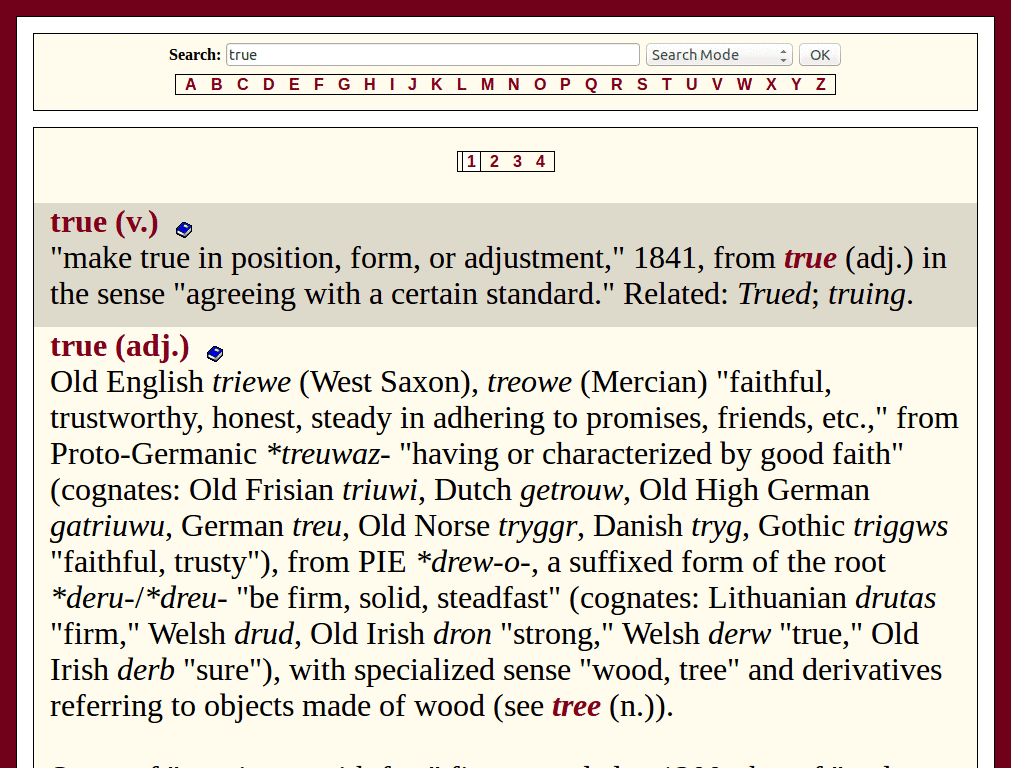 Search: true Search Mode OK
A B C D E F G H I J K L M N O P Q R S T U V W X Y Z
1 2 3 4
true (v.)
"make true in position, form, or adjustment," 1841, from true (adj.) in
the sense "agreeing with a certain standard." Related: Trued; truing.
true (adj.)
Old English triewe (West Saxon), treowe (Mercian) "faithful,
trustworthy, honest, steady in adhering to promises, friends, etc.," from
Proto-Germanic *treuwaz- "having or characterized by good faith"
(cognates: Old Frisian triuwi, Dutch getrouw, Old High German
gatriuwu, German treu, Old Norse tryggr, Danish tryg, Gothic triggws
"faithful, trusty"), from PIE *drew-o-, a suffixed form of the root
*deru-/*dreu- "be firm, solid, steadfast" (cognates: Lithuanian drutas
"firm," Welsh drud, Old Irish dron "strong," Welsh derw "true," Old
Irish derb "sure"), with specialized sense "wood, tree" and derivatives
referring to objects made of wood (see tree (n.)).